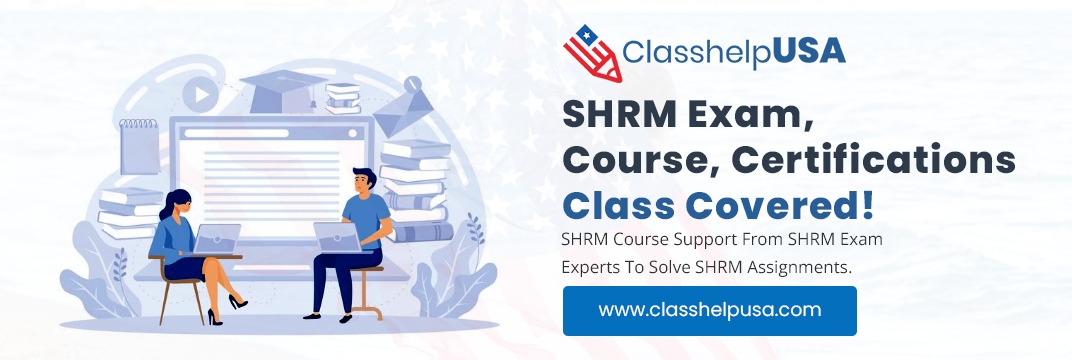 ClasshelpUSA
SHRM Exam,
Course, Certifications
Class Covered!
SHRM Course Support From SHRM Exam
Experts To Solve SHRM Assignments.
www.classhelpusa.com